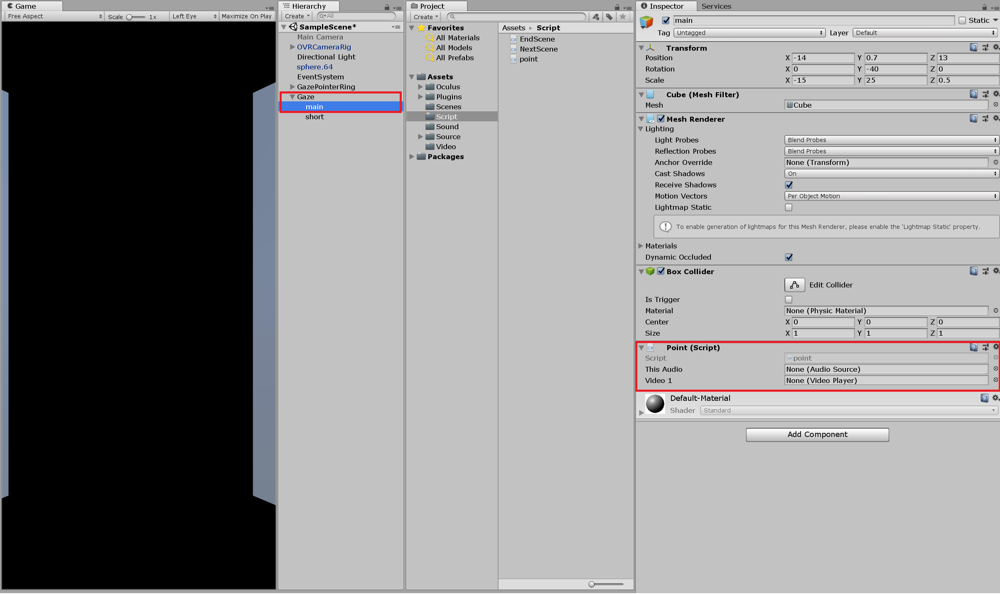 Game
Free Aspect
Scale
1x
Left Eye
Maximize On Play
Hierarchy
Create
All
SampleScene*
Main Camera
OVRCameraRig
Directional Light
sphere.64
EventSystem
GazePointerRing
Gaze
main
short
Project
Create
Favorites
All Materials
All Models
All Prefabs
Assets
Oculus
Plugins
Scenes
Script
Sound
Source
Video
Packages
Assets
Script
EndScene
NextScene
point
Inspector
Services
main
Static
Tag Untagged
Layer Default
Transform
Position X -14 Y 0.7 Z 13
Rotation X 0 Y -40 Z 0
Scale X -15 Y 25 Z 0.5
Cube (Mesh Filter)
Mesh Cube
Mesh Renderer
Lighting
Light Probes Blend Probes
Reflection Probes Blend Probes
Anchor Override None (Transform)
Cast Shadows On
Receive Shadows
Motion Vectors Per Object Motion
Lightmap Static
To enable generation of lightmaps for this Mesh Renderer, please enable the 'Lightmap Static' property.
Materials
Dynamic Occluded
Box Collider
Edit Collider
Is Trigger
Material None (Physic Material)
Center X 0 Y 0 Z 0
Size X 1 Y 1 Z 1
C# Point (Script)
Script point
This Audio None (Audio Source)
Video 1 None (Video Player)
Default-Material
Shader Standard
Add Component